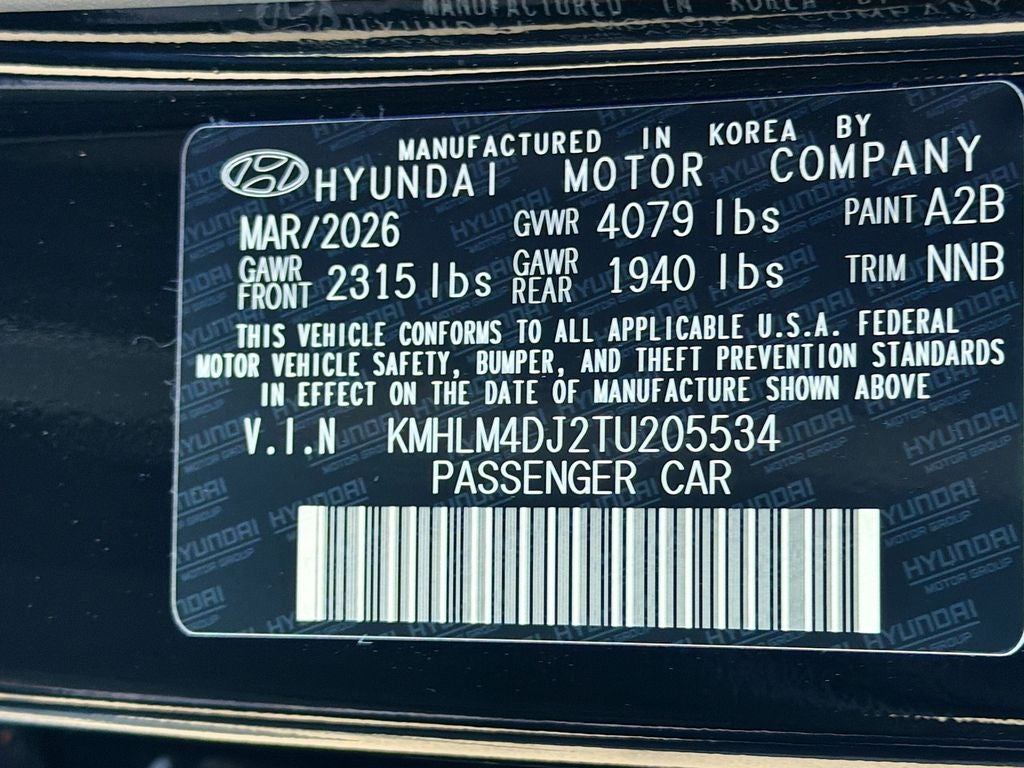 MANUFACTURED IN KOREA BY
HYUNDAI MOTOR COMPANY
MAR/2026 GVWR 4079 lbs PAINT A2B
GAWR FRONT 2315 lbs GAWR REAR 1940 lbs TRIM NNB
THIS VEHICLE CONFORMS TO ALL APPLICABLE U.S.A. FEDERAL
MOTOR VEHICLE SAFETY, BUMPER, AND THEFT PREVENTION STANDARDS
IN EFFECT ON THE DATE OF MANUFACTURE SHOWN ABOVE
V.I.N KMHLM4DJ2TU205534
PASSENGER CAR